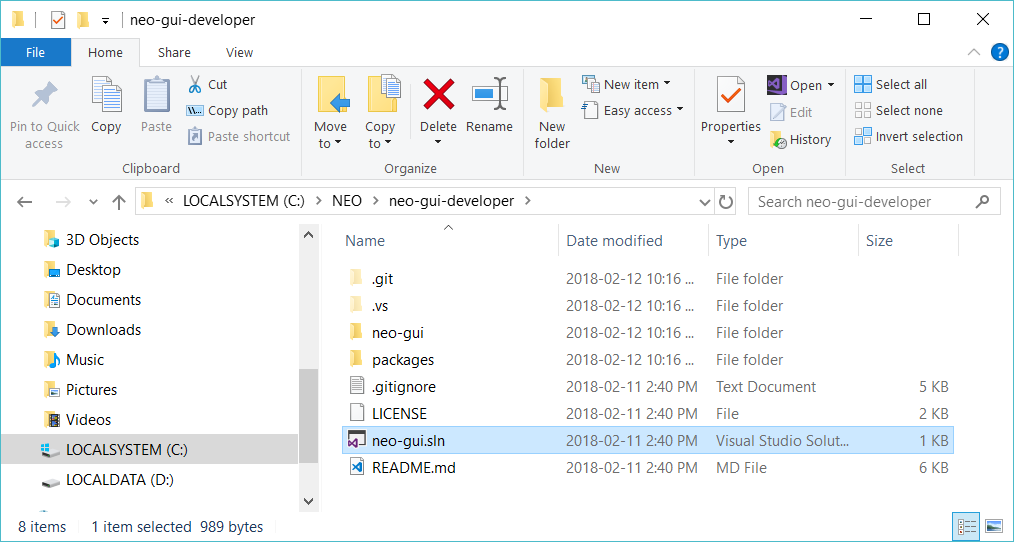 neo-gui-developer
File Home Share View
Pin to Quick access
Copy
Paste
Cut
Copy path
Paste shortcut
Clipboard
Move to
Copy to
Delete
Rename
Organize
New folder
New item
Easy access
New
Properties
Open
Edit
History
Open
Select all
Select none
Invert selection
Select
« LOCALSYSTEM (C:) > NEO > neo-gui-developer >
Search neo-gui-developer
3D Objects
Desktop
Documents
Downloads
Music
Pictures
Videos
LOCALSYSTEM (C:)
LOCALDATA (D:)
Name Date modified Type Size
.git 2018-02-12 10:16 ... File folder
.vs 2018-02-12 10:16 ... File folder
neo-gui 2018-02-12 10:16 ... File folder
packages 2018-02-12 10:16 ... File folder
.gitignore 2018-02-11 2:40 PM Text Document 5 KB
LICENSE 2018-02-11 2:40 PM File 2 KB
neo-gui.sln 2018-02-11 2:40 PM Visual Studio Solut... 1 KB
README.md 2018-02-11 2:40 PM MD File 6 KB
8 items 1 item selected 989 bytes